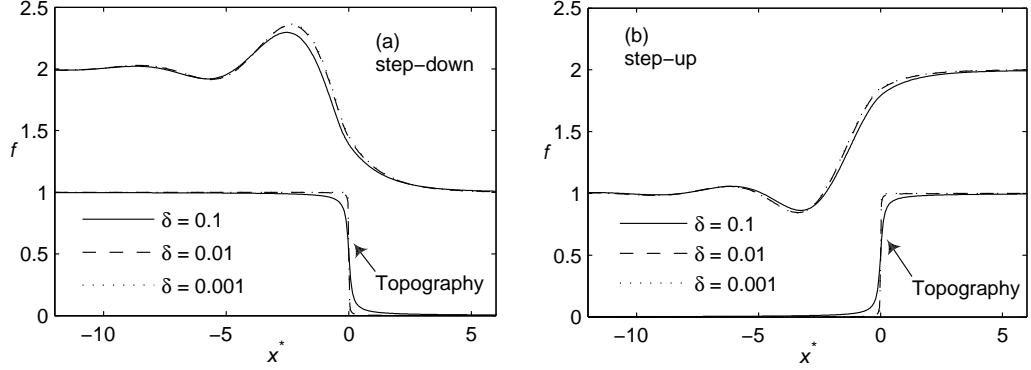 2.5
2
1.5
1
0.5
0
f
(a)
step−down
δ = 0.1
δ = 0.01
δ = 0.001
Topography
−10
−5
0
5
x*
2.5
2
1.5
1
0.5
0
f
(b)
step−up
δ = 0.1
δ = 0.01
δ = 0.001
Topography
−10
−5
0
5
x*